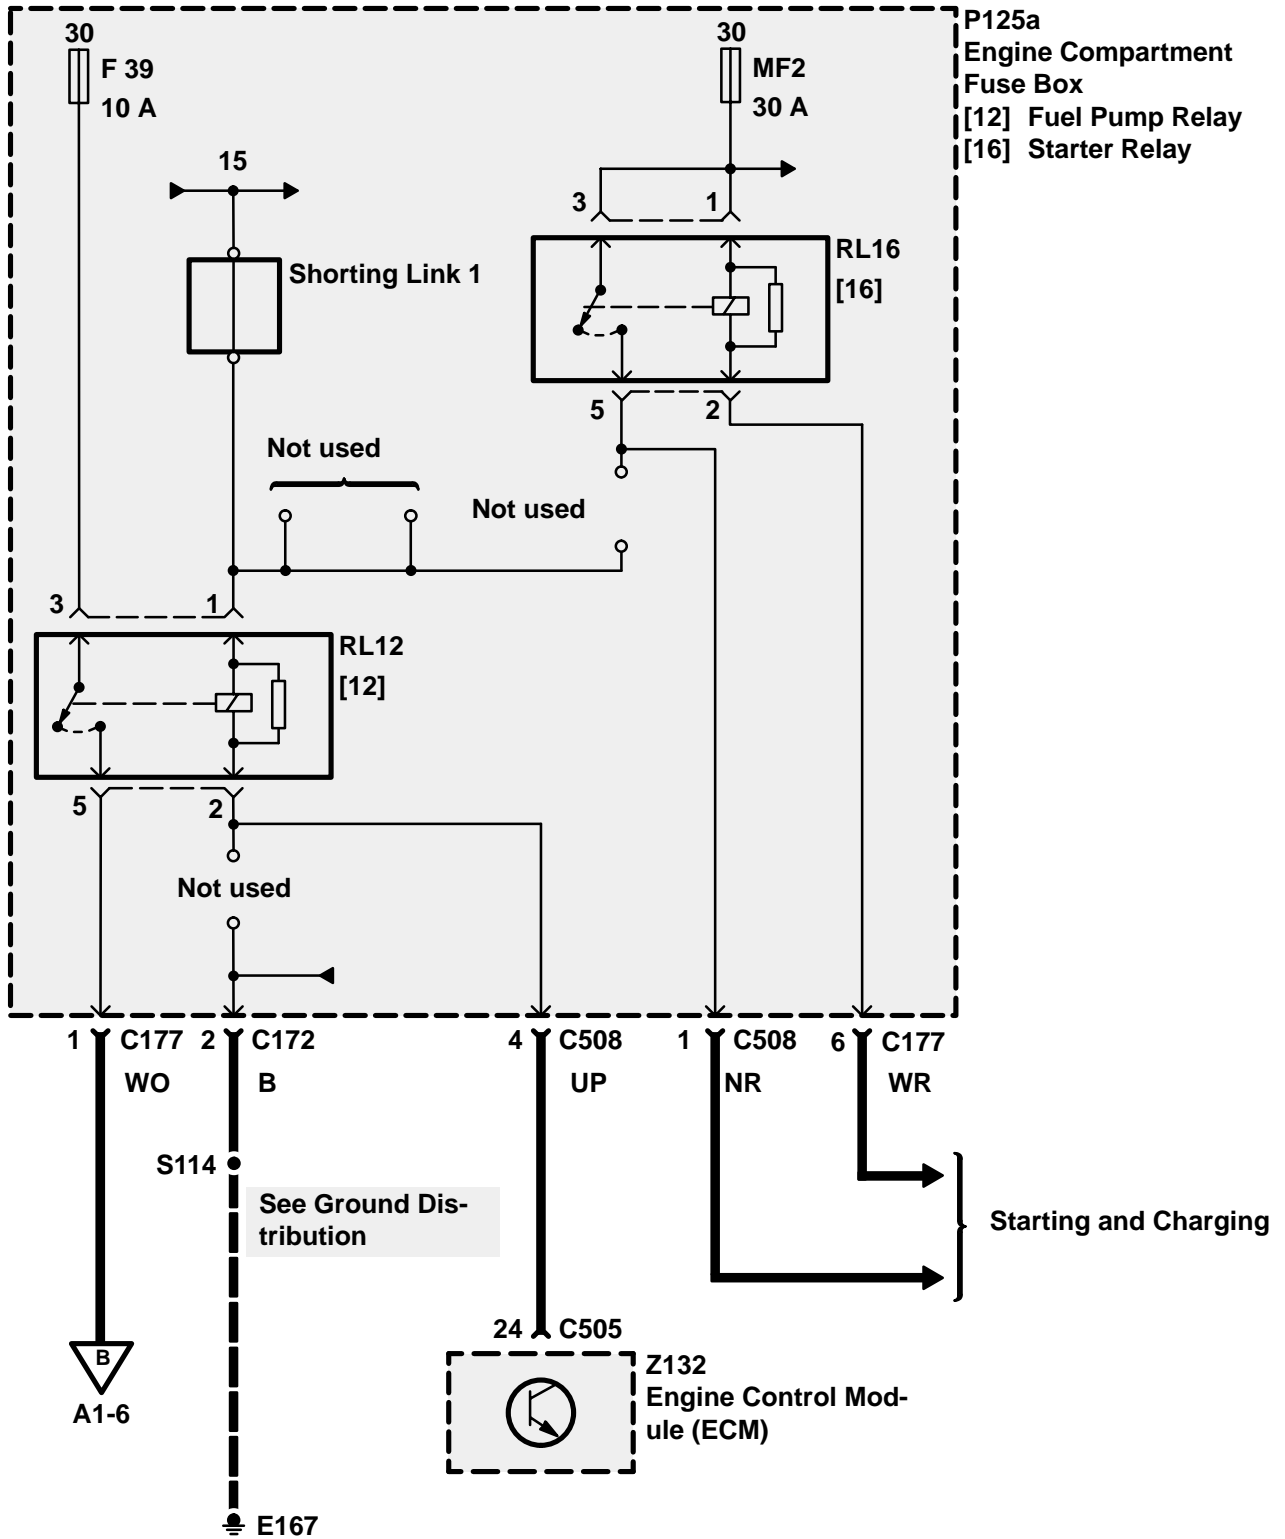 P125a
Engine Compartment
Fuse Box
[12] Fuel Pump Relay
[16] Starter Relay
30
F 39
10 A
30
MF2
30 A
15
3
1
Shorting Link 1
RL16
[16]
5
2
Not used
Not used
3
1
RL12
[12]
5
2
Not used
1 C177
WO
2 C172
B
4 C508
UP
1 C508
NR
6 C177
WR
S114
See Ground Dis-
tribution
Starting and Charging
24 C505
B
A1-6
Z132
Engine Control Mod-
ule (ECM)
E167